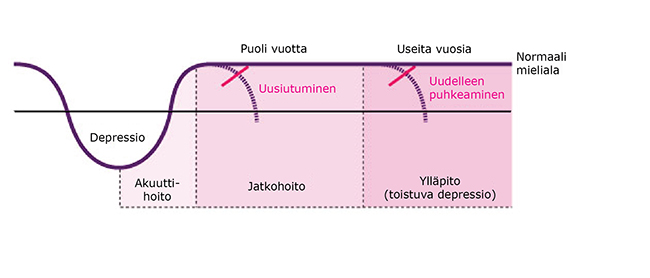 Puoli vuotta
Useita vuosia
Normaali
mieliala
Uusiutuminen
Uudelleen
puhkeaminen
Depressio
Akuutti-
hoito
Jatkohoito
Ylläpito
(toistuva depressio)